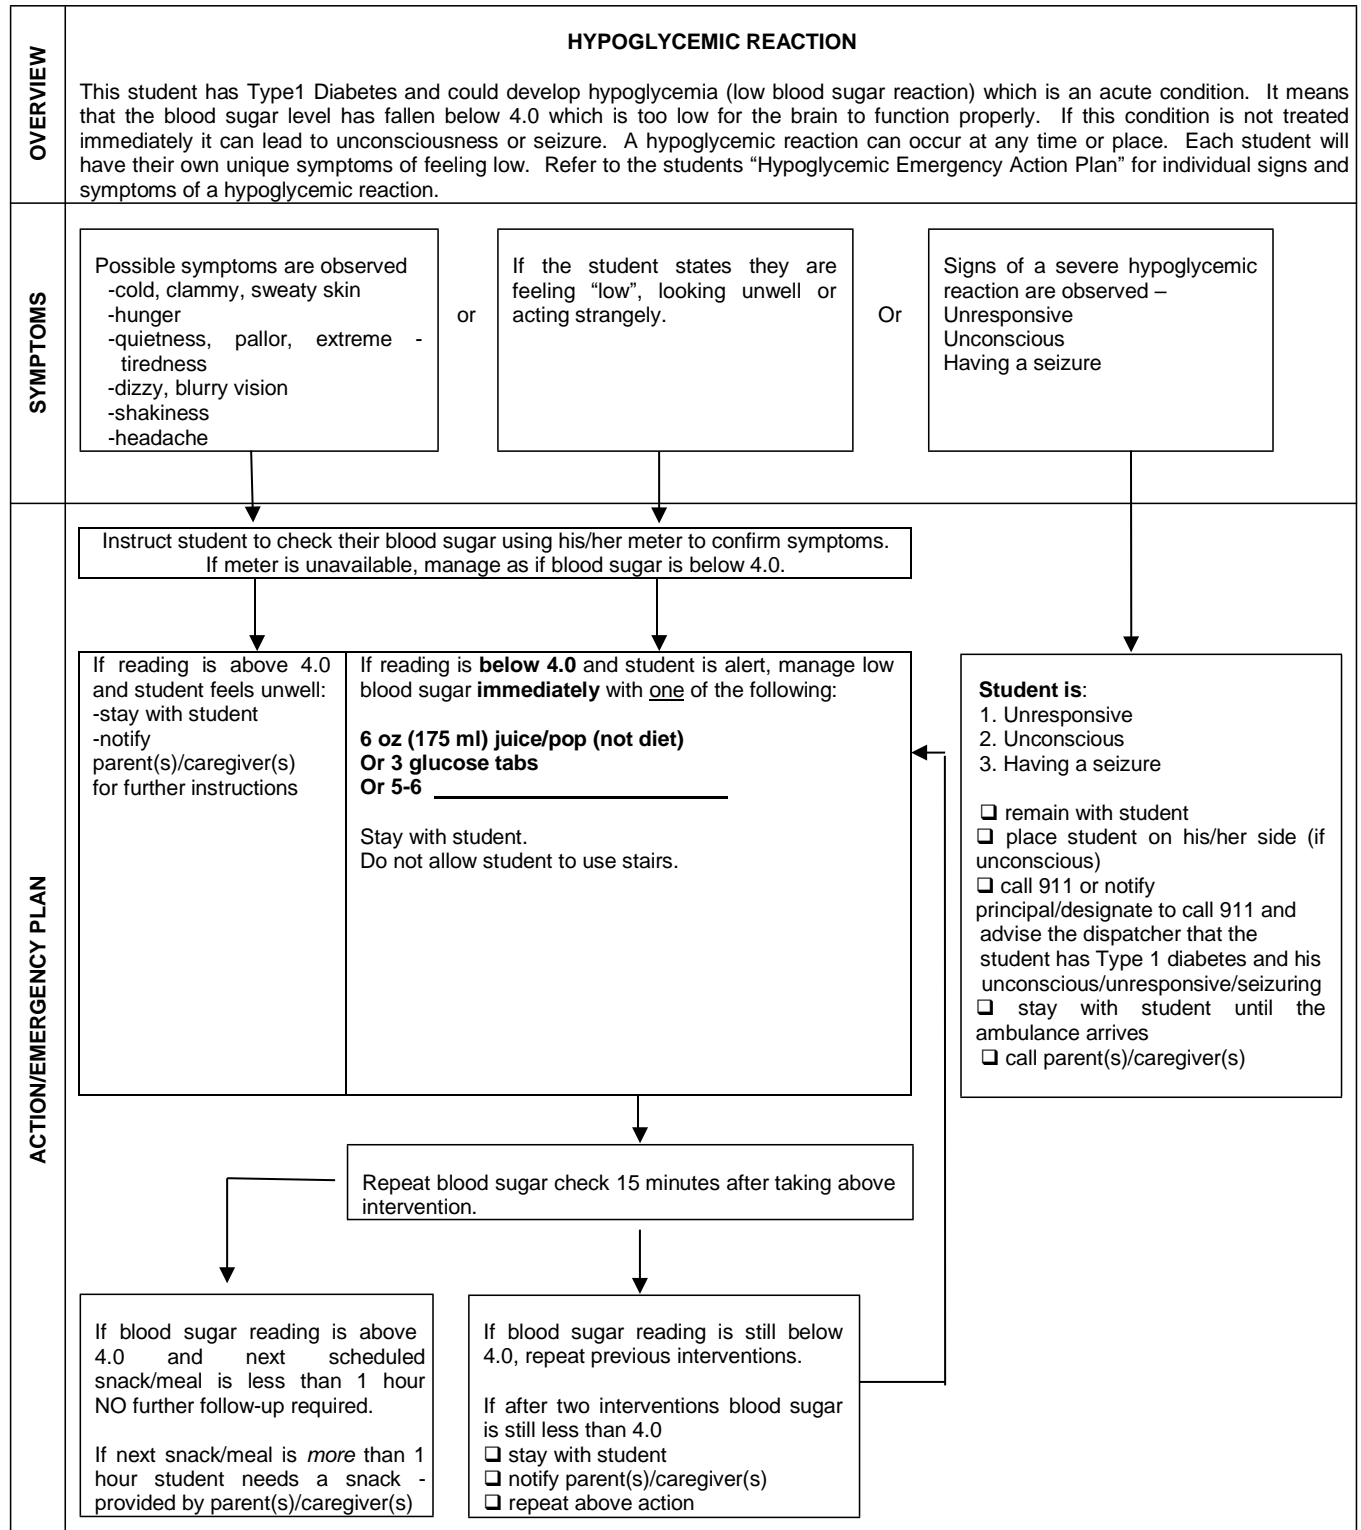 OVERVIEW
HYPOGLYCEMIC REACTION
This student has Type1 Diabetes and could develop hypoglycemia (low blood sugar reaction) which is an acute condition. It means
that the blood sugar level has fallen below 4.0 which is too low for the brain to function properly. If this condition is not treated
immediately it can lead to unconsciousness or seizure. A hypoglycemic reaction can occur at any time or place. Each student will
have their own unique symptoms of feeling low. Refer to the students “Hypoglycemic Emergency Action Plan” for individual signs and
symptoms of a hypoglycemic reaction.
SYMPTOMS
Possible symptoms are observed
-cold, clammy, sweaty skin
-hunger
-quietness, pallor, extreme -
tiredness
-dizzy, blurry vision
-shakiness
-headache
or
If the student states they are
feeling “low”, looking unwell or
acting strangely.
Or
Signs of a severe hypoglycemic
reaction are observed –
Unresponsive
Unconscious
Having a seizure
ACTION/EMERGENCY PLAN
Instruct student to check their blood sugar using his/her meter to confirm symptoms.
If meter is unavailable, manage as if blood sugar is below 4.0.
If reading is above 4.0
and student feels unwell:
-stay with student
-notify
parent(s)/caregiver(s)
for further instructions
If reading is below 4.0 and student is alert, manage low
blood sugar immediately with one of the following:
6 oz (175 ml) juice/pop (not diet)
Or 3 glucose tabs
Or 5-6 ___________________________
Stay with student.
Do not allow student to use stairs.
Student is:
1. Unresponsive
2. Unconscious
3. Having a seizure
❑ remain with student
❑ place student on his/her side (if
unconscious)
❑ call 911 or notify
principal/designate to call 911 and
advise the dispatcher that the
student has Type 1 diabetes and his
unconscious/unresponsive/seizuring
❑ stay with student until the
ambulance arrives
❑ call parent(s)/caregiver(s)
Repeat blood sugar check 15 minutes after taking above
intervention.
If blood sugar reading is above
4.0 and next scheduled
snack/meal is less than 1 hour
NO further follow-up required.
If next snack/meal is more than 1
hour student needs a snack -
provided by parent(s)/caregiver(s)
If blood sugar reading is still below
4.0, repeat previous interventions.
If after two interventions blood sugar
is still less than 4.0
❑ stay with student
❑ notify parent(s)/caregiver(s)
❑ repeat above action